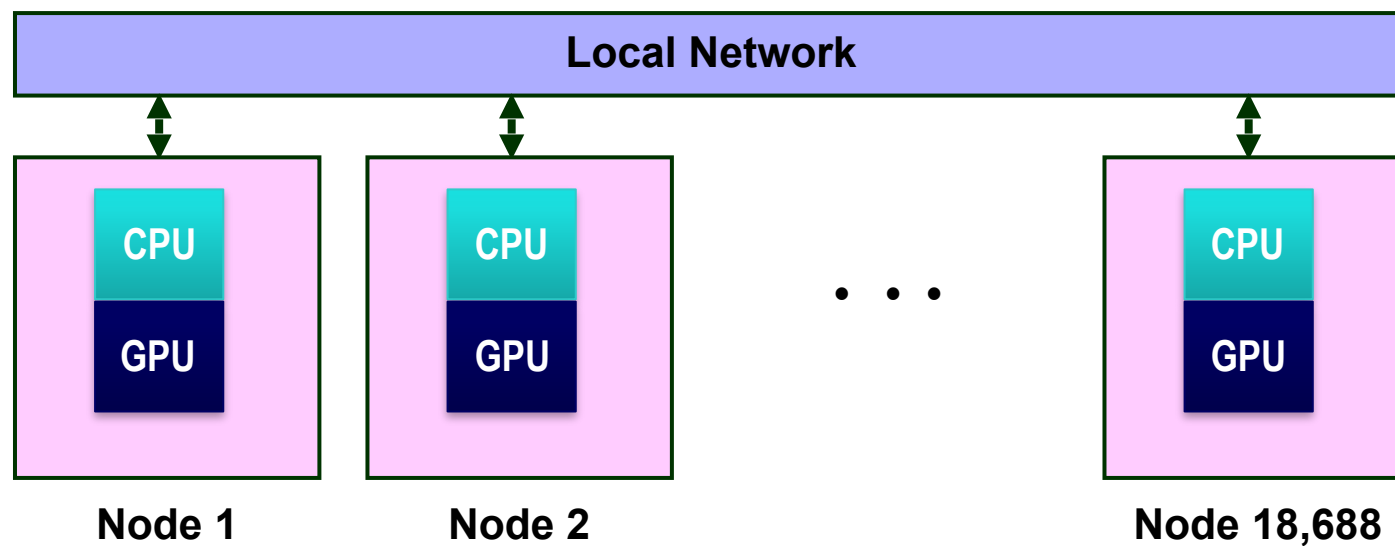 Local Network
CPU CPU CPU
. . .
GPU GPU GPU
Node 1 Node 2 Node 18,688